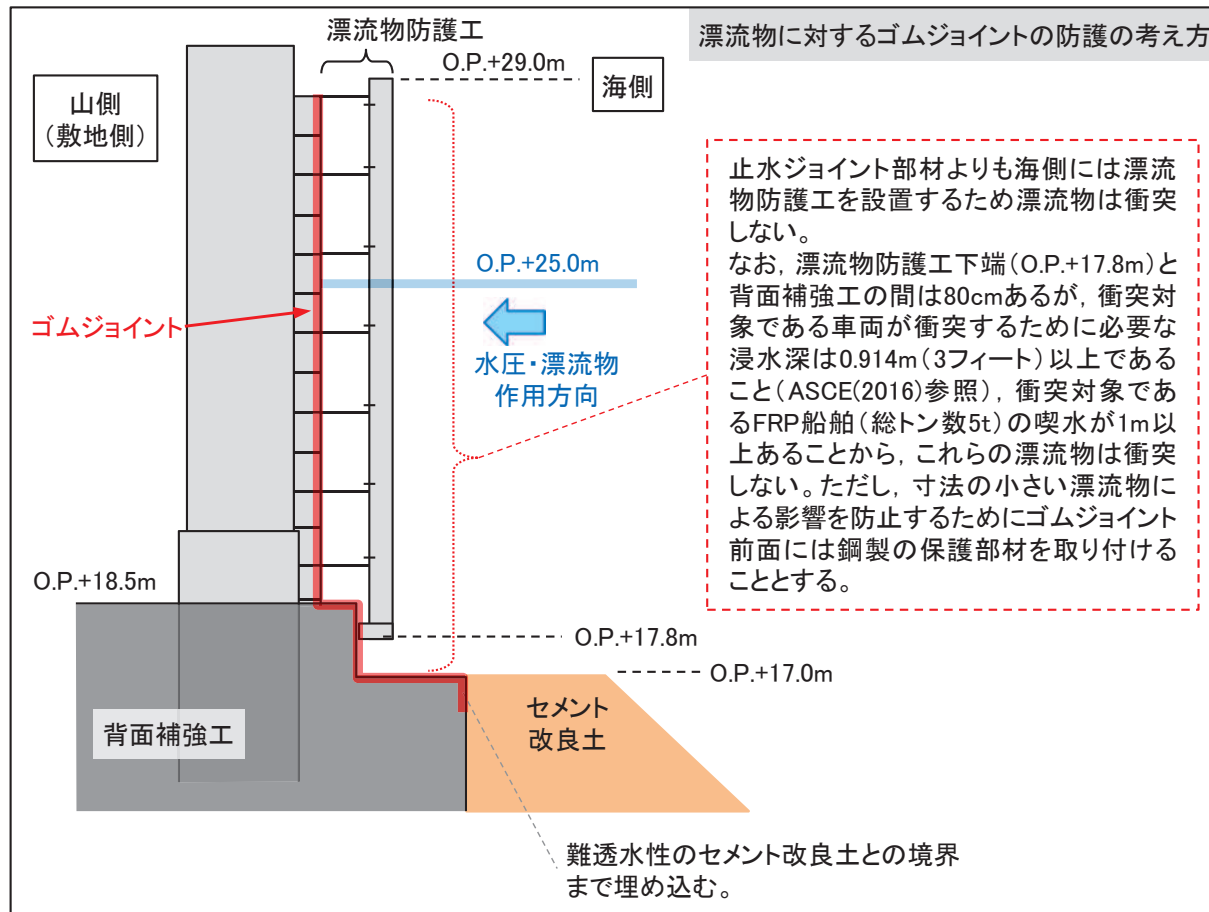 漂流物に対するゴムジョイントの防護の考え方
漂流物防護工
O.P.+29.0m
海側
山側
(敷地側)
止水ジョイント部材よりも海側には漂流
物防護工を設置するため漂流物は衝突
しない。
なお,漂流物防護工下端(O.P.+17.8m)と
背面補強工の間は80cmあるが,衝突対
象である車両が衝突するために必要な
浸水深は0.914m(3フィート)以上であるこ
と(ASCE(2016)参照),衝突対象であ
るFRP船舶(総トン数5t)の喫水が1m以
上あることから,これらの漂流物は衝突
しない。ただし,寸法の小さい漂流物に
よる影響を防止するためにゴムジョイント
前面には鋼製の保護部材を取り付ける
こととする。
O.P.+25.0m
ゴムジョイント
水圧・漂流物
作用方向
O.P.+18.5m
O.P.+17.8m
O.P.+17.0m
セメント
改良土
背面補強工
難透水性のセメント改良土との境界
まで埋め込む。